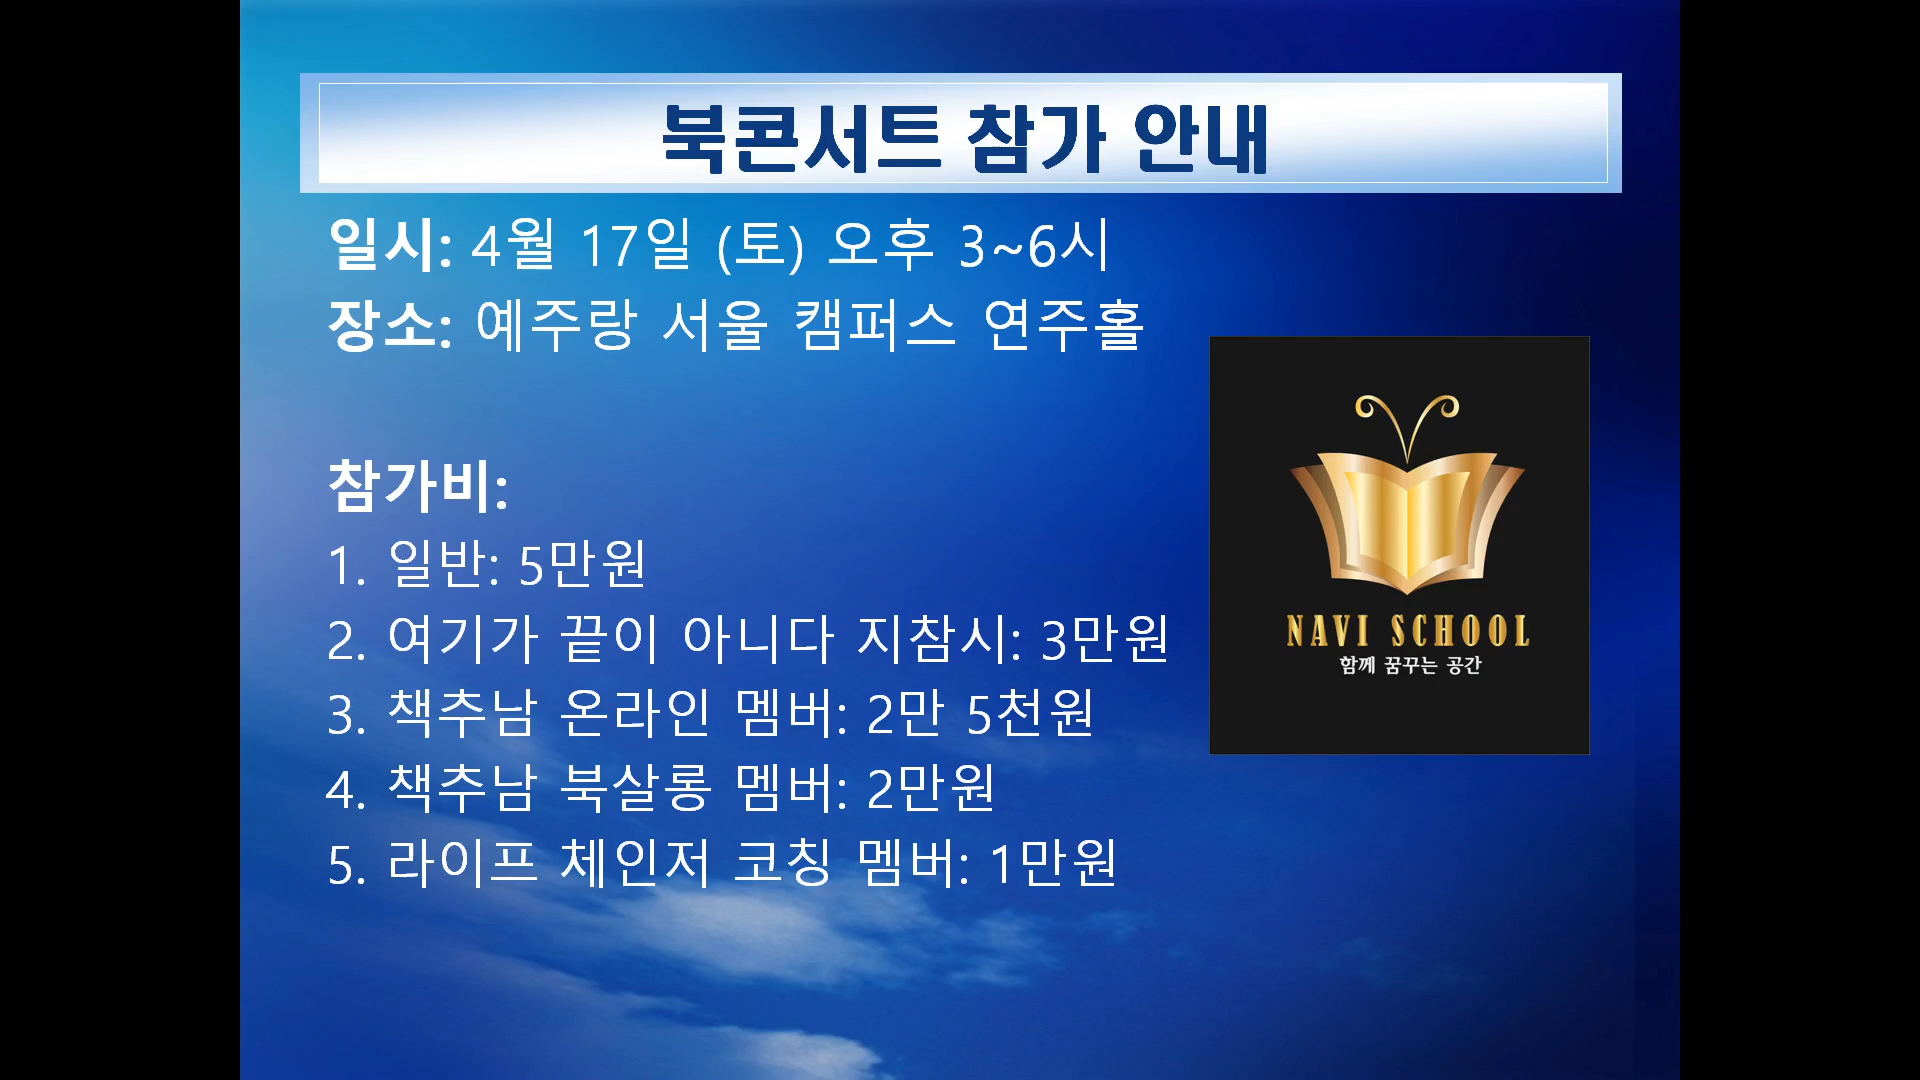 북콘서트 참가 안내
일시: 4월 17일 (토) 오후 3~6시
장소: 예주랑 서울 캠퍼스 연주홀
참가비:
1. 일반: 5만원
2. 여기가 끝이 아니다 지참시: 3만원
3. 책추남 온라인 멤버: 2만 5천원
4. 책추남 북살롱 멤버: 2만원
5. 라이프 체인저 코칭 멤버: 1만원
NAVI SCHOOL
함께 꿈꾸는 공간